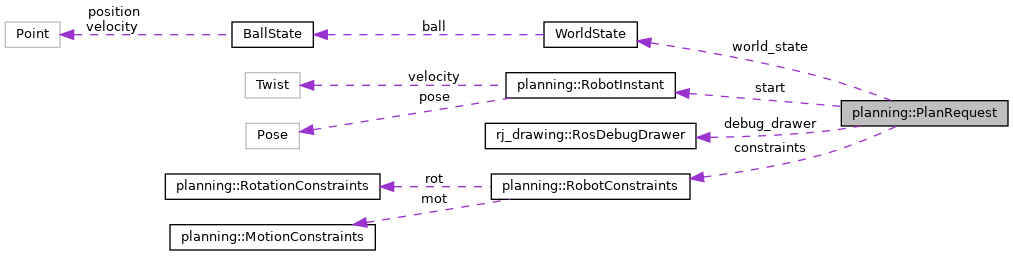 position
velocity
Point
BallState
ball
WorldState
world_state
Twist
velocity
planning::RobotInstant
start
pose
Pose
planning::PlanRequest
debug_drawer
rj_drawing::RosDebugDrawer
constraints
planning::RotationConstraints
rot
planning::RobotConstraints
mot
planning::MotionConstraints